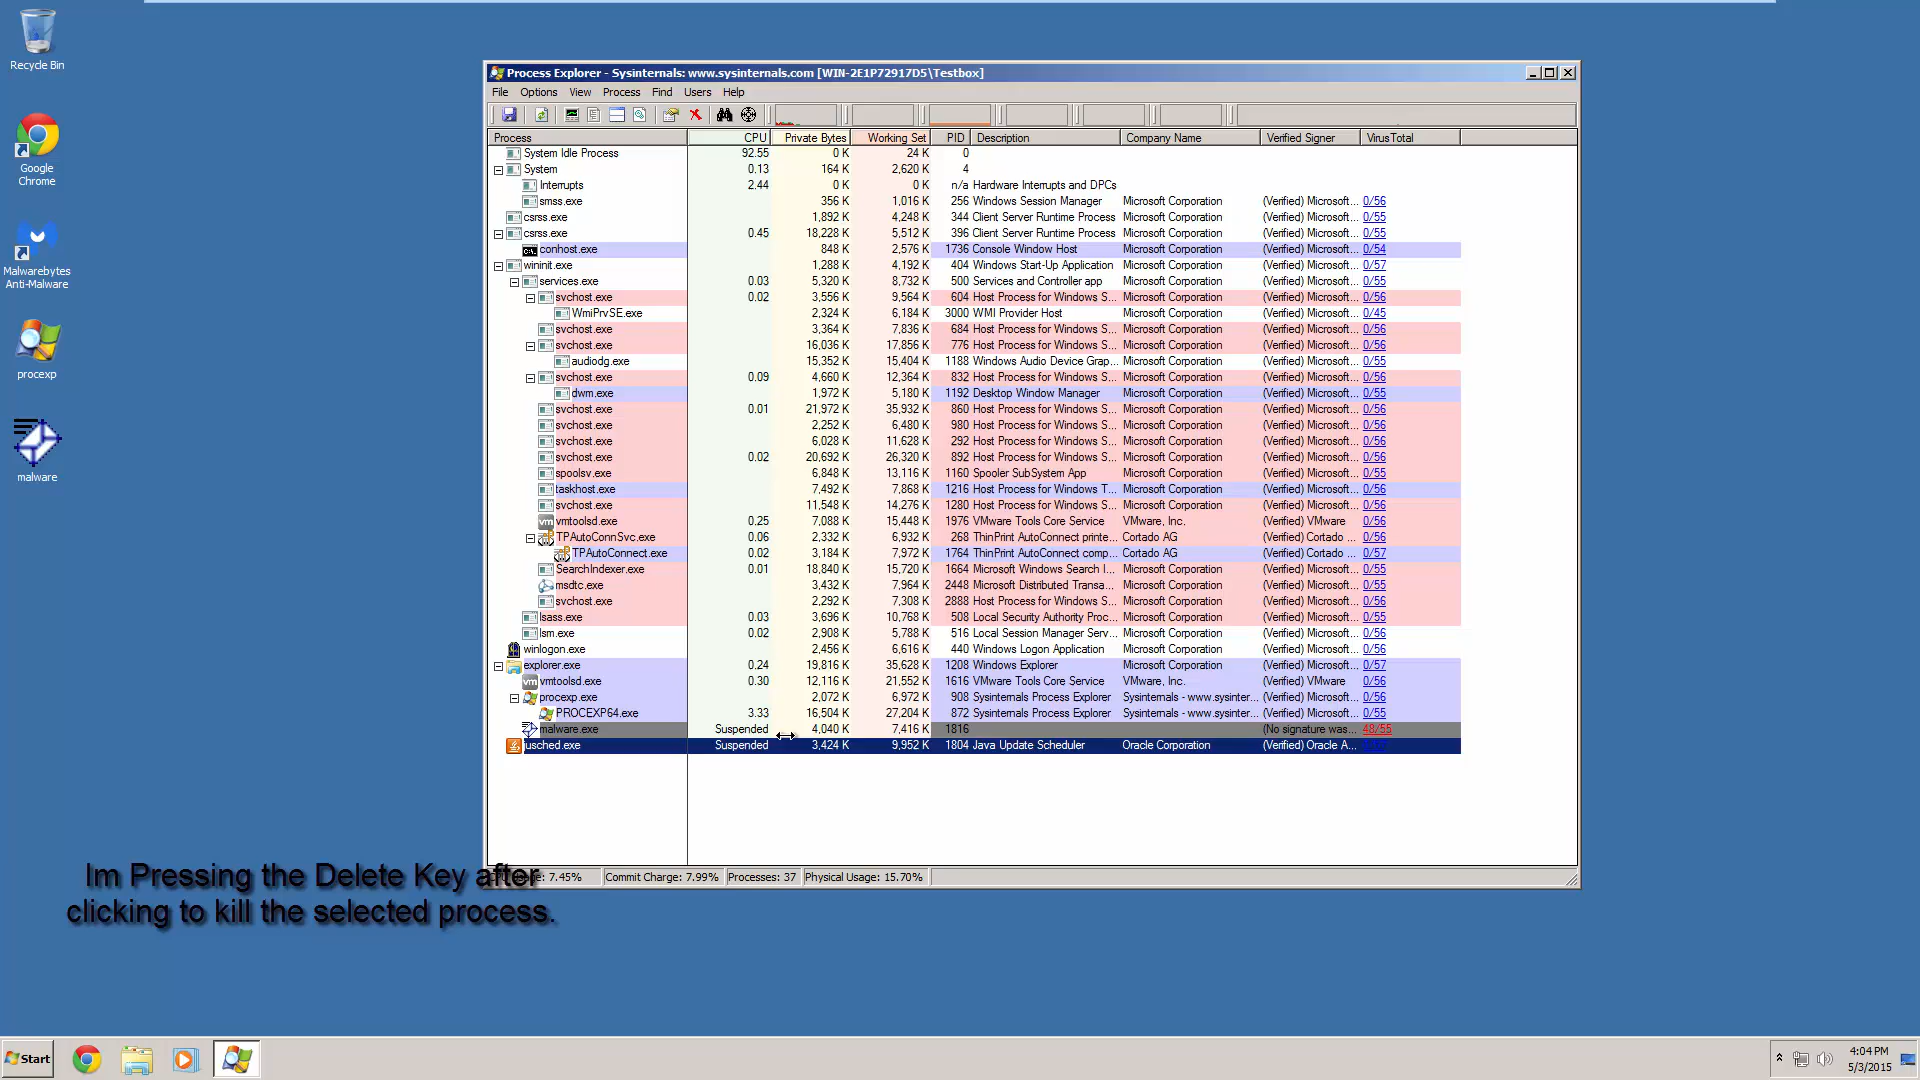 Recycle Bin
Google
Chrome
Malwarebytes
Anti-Malware
procexp
malware
Process Explorer - Sysinternals: www.sysinternals.com [WIN-2E1P72917D5\Testbox]
File Options View Process Find Users Help
Process CPU Private Bytes Working Set PID Description Company Name Verified Signer VirusTotal
System Idle Process 92.55 0 K 24 K 0
System 0.13 164 K 2,620 K 4
Interrupts 2.44 0 K 0 K n/a Hardware Interrupts and DPCs
smss.exe 356 K 1,016 K 256 Windows Session Manager Microsoft Corporation (Verified) Microsoft... 0/56
csrss.exe 1,892 K 4,248 K 344 Client Server Runtime Process Microsoft Corporation (Verified) Microsoft... 0/55
csrss.exe 0.45 18,228 K 5,512 K 396 Client Server Runtime Process Microsoft Corporation (Verified) Microsoft... 0/55
conhost.exe 848 K 2,576 K 1736 Console Window Host Microsoft Corporation (Verified) Microsoft... 0/54
wininit.exe 1,288 K 4,192 K 404 Windows Start-Up Application Microsoft Corporation (Verified) Microsoft... 0/57
services.exe 0.03 5,320 K 8,732 K 500 Services and Controller app Microsoft Corporation (Verified) Microsoft... 0/55
svchost.exe 0.02 3,556 K 9,564 K 604 Host Process for Windows S... Microsoft Corporation (Verified) Microsoft... 0/56
WmiPrvSE.exe 2,324 K 6,184 K 3000 WMI Provider Host Microsoft Corporation (Verified) Microsoft... 0/45
svchost.exe 3,364 K 7,836 K 684 Host Process for Windows S... Microsoft Corporation (Verified) Microsoft... 0/56
svchost.exe 16,036 K 17,856 K 776 Host Process for Windows S... Microsoft Corporation (Verified) Microsoft... 0/56
audiodg.exe 15,352 K 15,404 K 1188 Windows Audio Device Grap... Microsoft Corporation (Verified) Microsoft... 0/55
svchost.exe 0.09 4,660 K 12,364 K 832 Host Process for Windows S... Microsoft Corporation (Verified) Microsoft... 0/56
dwm.exe 1,972 K 5,180 K 1192 Desktop Window Manager Microsoft Corporation (Verified) Microsoft... 0/55
svchost.exe 0.01 21,972 K 35,932 K 860 Host Process for Windows S... Microsoft Corporation (Verified) Microsoft... 0/56
svchost.exe 2,252 K 6,480 K 980 Host Process for Windows S... Microsoft Corporation (Verified) Microsoft... 0/56
svchost.exe 6,028 K 11,628 K 292 Host Process for Windows S... Microsoft Corporation (Verified) Microsoft... 0/56
svchost.exe 0.02 20,692 K 26,320 K 892 Host Process for Windows S... Microsoft Corporation (Verified) Microsoft... 0/56
spoolsv.exe 6,848 K 13,116 K 1160 Spooler SubSystem App Microsoft Corporation (Verified) Microsoft... 0/55
taskhost.exe 7,492 K 7,868 K 1216 Host Process for Windows T... Microsoft Corporation (Verified) Microsoft... 0/56
svchost.exe 11,548 K 14,276 K 1280 Host Process for Windows S... Microsoft Corporation (Verified) Microsoft... 0/56
vmtoolsd.exe 0.25 7,088 K 15,448 K 1976 VMware Tools Core Service VMware, Inc. (Verified) VMware 0/56
TPAutoConnSvc.exe 0.06 2,332 K 6,932 K 268 ThinPrint AutoConnect printe... Cortado AG (Verified) Cortado ... 0/56
TPAutoConnect.exe 0.02 3,184 K 7,972 K 1764 ThinPrint AutoConnect comp... Cortado AG (Verified) Cortado ... 0/57
SearchIndexer.exe 0.01 18,840 K 15,720 K 1664 Microsoft Windows Search I... Microsoft Corporation (Verified) Microsoft... 0/55
msdtc.exe 3,432 K 7,964 K 2448 Microsoft Distributed Transa... Microsoft Corporation (Verified) Microsoft... 0/55
svchost.exe 2,292 K 7,308 K 2888 Host Process for Windows S... Microsoft Corporation (Verified) Microsoft... 0/56
lsass.exe 0.03 3,696 K 10,768 K 508 Local Security Authority Proc... Microsoft Corporation (Verified) Microsoft... 0/55
lsm.exe 0.02 2,908 K 5,788 K 516 Local Session Manager Serv... Microsoft Corporation (Verified) Microsoft... 0/56
winlogon.exe 2,456 K 6,616 K 440 Windows Logon Application Microsoft Corporation (Verified) Microsoft... 0/56
explorer.exe 0.24 19,816 K 35,628 K 1208 Windows Explorer Microsoft Corporation (Verified) Microsoft... 0/57
vmtoolsd.exe 0.30 12,116 K 21,552 K 1616 VMware Tools Core Service VMware, Inc. (Verified) VMware 0/56
procexp.exe 2,072 K 6,972 K 908 Sysinternals Process Explorer Sysinternals - www.sysinter... (Verified) Microsoft... 0/56
PROCEXP64.exe 3.33 16,504 K 27,204 K 872 Sysinternals Process Explorer Sysinternals - www.sysinter... (Verified) Microsoft... 0/55
malware.exe Suspended 4,040 K 7,416 K 1816 (No signature was... 48/55
jusched.exe Suspended 3,424 K 9,952 K 1804 Java Update Scheduler Oracle Corporation (Verified) Oracle A...
Im Pressing the Delete Key after
clicking to kill the selected process.
7.45% Commit Charge: 7.99% Processes: 37 Physical Usage: 15.70%
Start
4:04 PM
5/3/2015